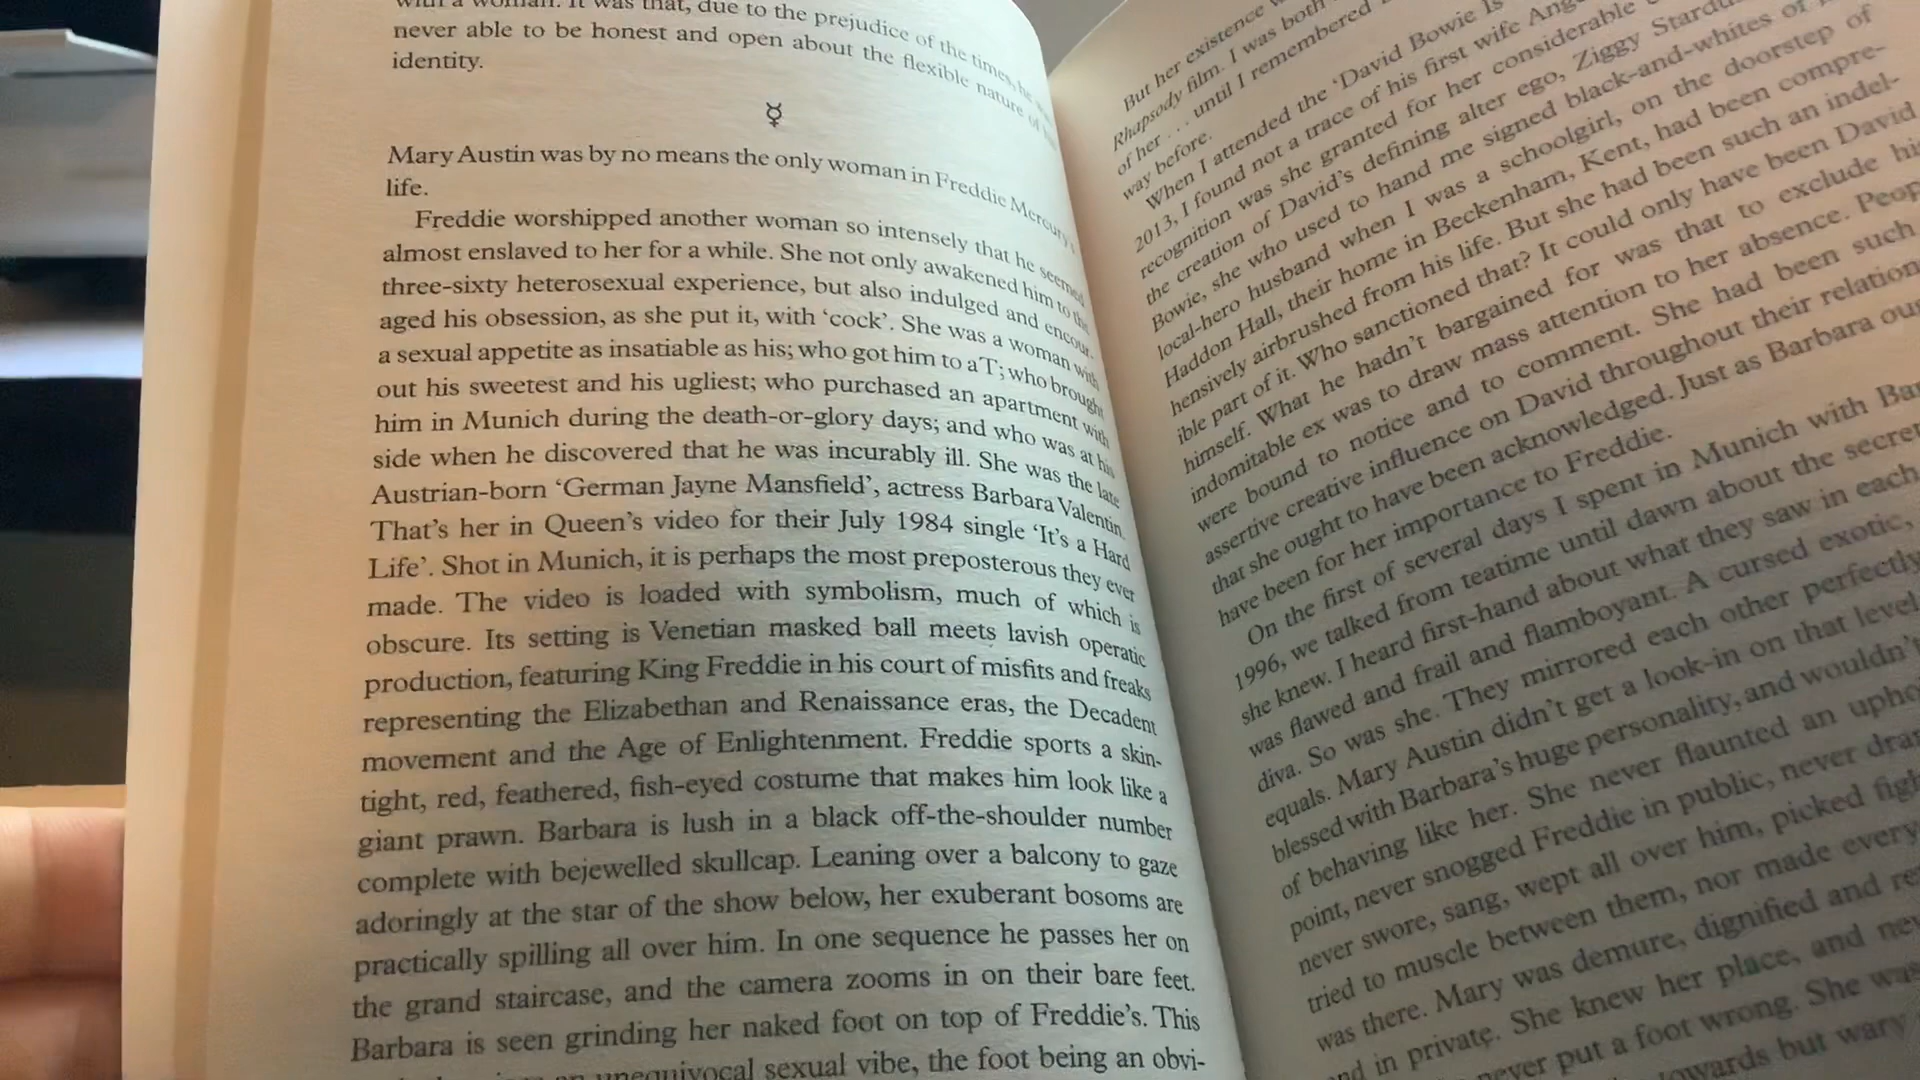 with a woman. It was that, due to the prejudice of the times, he was
never able to be honest and open about the flexible nature of his
identity.
☿
Mary Austin was by no means the only woman in Freddie Mercury's
life.
Freddie worshipped another woman so intensely that he seemed
almost enslaved to her for a while. She not only awakened him to the
three-sixty heterosexual experience, but also indulged and encour-
aged his obsession, as she put it, with ‘cock’. She was a woman with
a sexual appetite as insatiable as his; who got him to a T; who brought
out his sweetest and his ugliest; who purchased an apartment with
him in Munich during the death-or-glory days; and who was at his
side when he discovered that he was incurably ill. She was the late
Austrian-born ‘German Jayne Mansfield’, actress Barbara Valentin.
That’s her in Queen’s video for their July 1984 single ‘It’s a Hard
Life’. Shot in Munich, it is perhaps the most preposterous they ever
made. The video is loaded with symbolism, much of which is
obscure. Its setting is Venetian masked ball meets lavish operatic
production, featuring King Freddie in his court of misfits and freaks
representing the Elizabethan and Renaissance eras, the Decadent
movement and the Age of Enlightenment. Freddie sports a skin-
tight, red, feathered, fish-eyed costume that makes him look like a
giant prawn. Barbara is lush in a black off-the-shoulder number
complete with bejewelled skullcap. Leaning over a balcony to gaze
adoringly at the star of the show below, her exuberant bosoms are
practically spilling all over him. In one sequence he passes her on
the grand staircase, and the camera zooms in on their bare feet.
Barbara is seen grinding her naked foot on top of Freddie’s. This
unequivocal sexual vibe, the foot being an obvi-
But her existence
Rhapsody film. I was both
of her . . . until I remembered
way before.
When I attended the ‘David Bowie Is
2013, I found not a trace of his first wife
recognition was she granted for her considerable
the creation of David’s defining alter ego, Ziggy
Bowie, she who used to hand me signed black-and-whites of
local-hero husband when I was a schoolgirl, on the doorstep of
Haddon Hall, their home in Beckenham, Kent, had been compre-
hensively airbrushed from his life. But she had been such an indel-
ible part of it. Who sanctioned that? It could only have been David
himself. What he hadn’t bargained for was that to exclude his
indomitable ex was to draw mass attention to her absence.
were bound to notice and to comment. She had been such
assertive creative influence on David throughout their
that she ought to have been acknowledged. Just as Barbara
have been for her importance to Freddie.
On the first of several days I spent in Munich with
1996, we talked from teatime until dawn about the
she knew. I heard first-hand about what they saw in each
was flawed and frail and flamboyant. A cursed exotic,
diva. So was she. They mirrored each other perfectly
equals. Mary Austin didn’t get a look-in on that level
blessed with Barbara’s huge personality, and wouldn’t
of behaving like her. She never flaunted an
point, never snogged Freddie in public, never
never swore, sang, wept all over him, picked
tried to muscle between them, nor made every
was there. Mary was demure, dignified and
in private. She knew her place, and
never put a foot wrong. She was
but wary